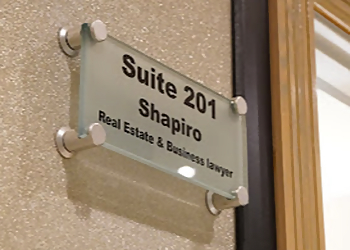 Suite 201
Shapiro
Real Estate & Business lawyer